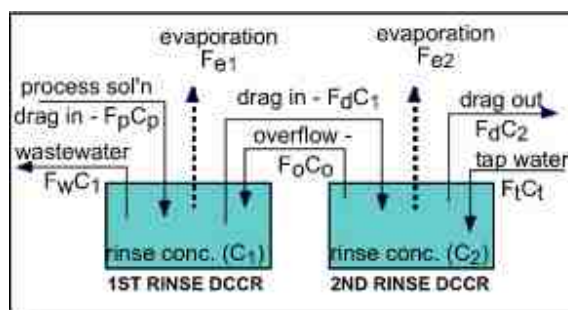 evaporation
Fe1
evaporation
Fe2
process sol'n
drag in - FpCp
drag in - FdC1
drag out
FdC2
wastewater
FwC1
overflow -
FoCo
tap water
FtCt
rinse conc. (C1)
rinse conc. (C2)
1ST RINSE DCCR
2ND RINSE DCCR